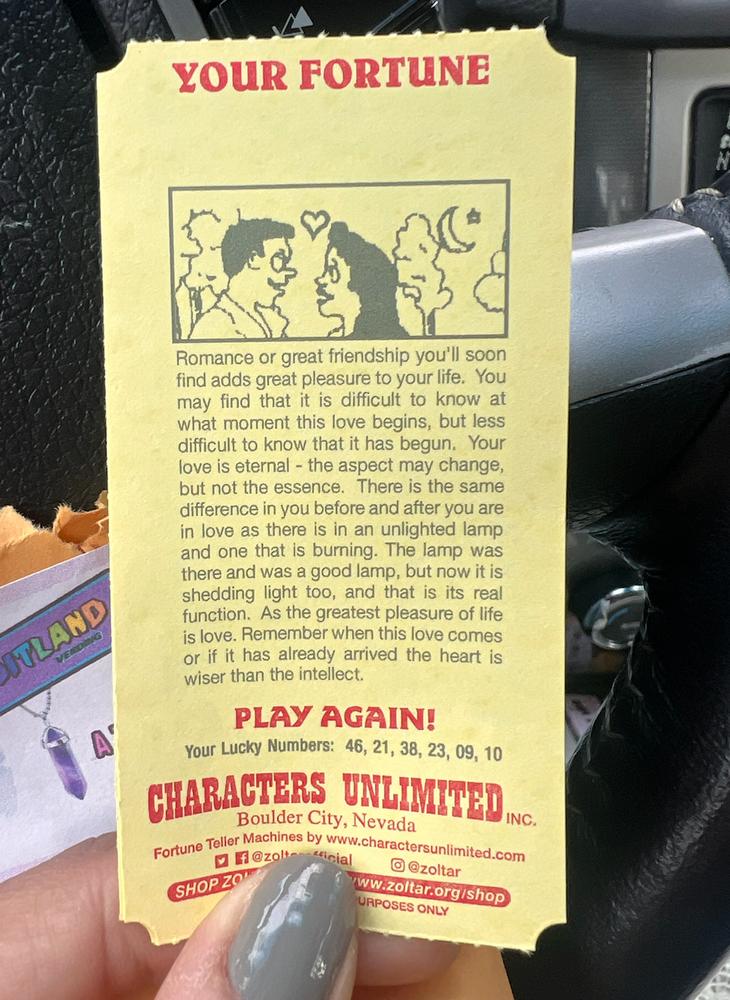 YOUR FORTUNE
Romance or great friendship you'll soon
find adds great pleasure to your life. You
may find that it is difficult to know at
what moment this love begins, but less
difficult to know that it has begun. Your
love is eternal - the aspect may change,
but not the essence. There is the same
difference in you before and after you are
in love as there is in an unlighted lamp
and one that is burning. The lamp was
there and was a good lamp, but now it is
shedding light too, and that is its real
function. As the greatest pleasure of life
is love. Remember when this love comes
or if it has already arrived the heart is
wiser than the intellect.
PLAY AGAIN!
Your Lucky Numbers: 46, 21, 38, 23, 09, 10
CHARACTERS UNLIMITED INC.
Boulder City, Nevada
Fortune Teller Machines by www.charactersunlimited.com
@zoltar @zoltar
SHOP www.zoltar.org/shop
PURPOSES ONLY
VENDING